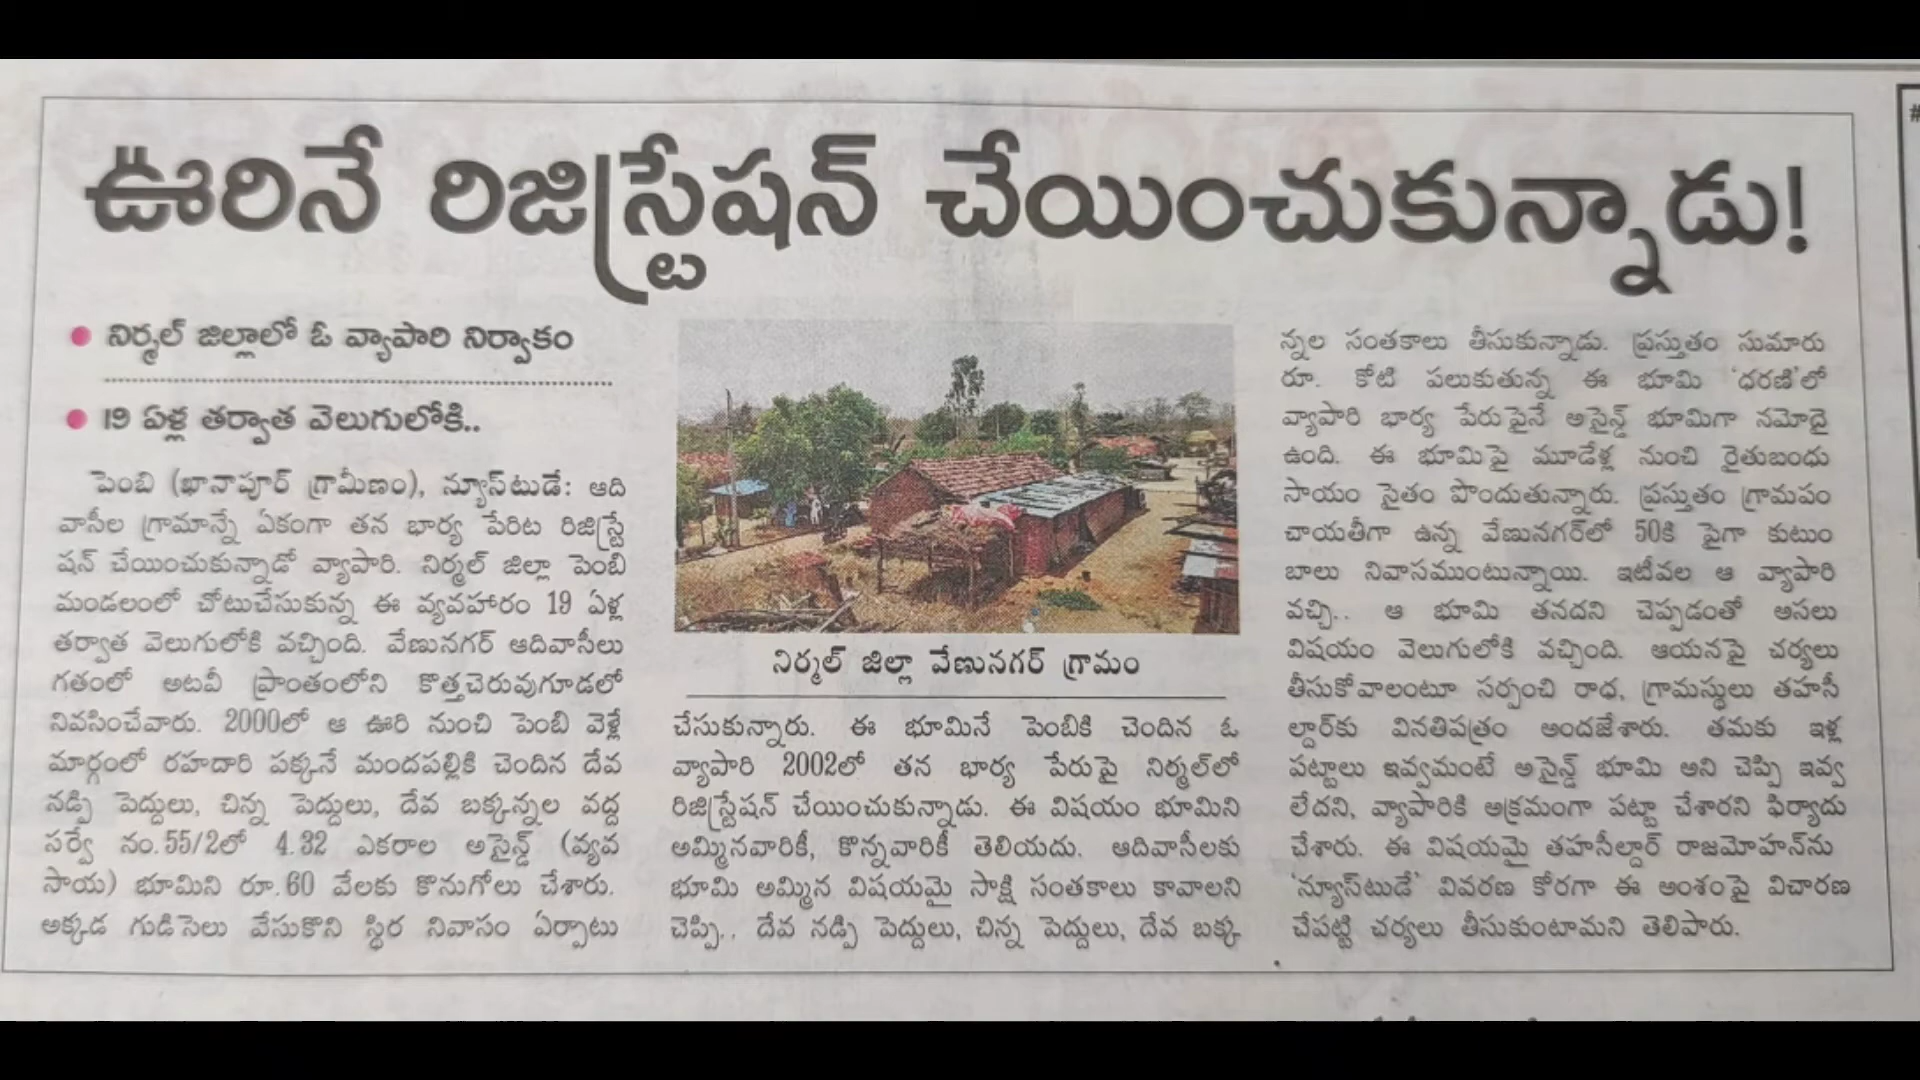 ఊరినే రిజిస్ట్రేషన్ చేయించుకున్నాడు!
నిర్మల్ జిల్లాలో ఓ వ్యాపారి నిర్వాకం
19 ఏళ్ల తర్వాత వెలుగులోకి..
పెంబి (ఖానాపూర్ గ్రామీణం), న్యూస్‌టుడే: ఆది
వాసీల గ్రామాన్నే ఏకంగా తన భార్య పేరిట రిజిస్ట్రే
షన్ చేయించుకున్నాడో వ్యాపారి. నిర్మల్ జిల్లా పెంబి
మండలంలో చోటుచేసుకున్న ఈ వ్యవహారం 19 ఏళ్ల
తర్వాత వెలుగులోకి వచ్చింది. వేణునగర్ ఆదివాసీలు
గతంలో అటవీ ప్రాంతంలోని కొత్తచెరువుగూడలో
నివసించేవారు. 2000లో ఆ ఊరి నుంచి పెంబి వెళ్లే
మార్గంలో రహదారి పక్కనే మందపల్లికి చెందిన దేవ
నడ్పి పెద్దులు, చిన్న పెద్దులు, దేవ బక్కన్నల వద్ద
సర్వే నం.55/2లో 4.32 ఎకరాల అసైన్డ్ (వ్యవ
సాయ) భూమిని రూ.60 వేలకు కొనుగోలు చేశారు.
అక్కడ గుడిసెలు వేసుకొని స్థిర నివాసం ఏర్పాటు
నిర్మల్ జిల్లా వేణునగర్ గ్రామం
చేసుకున్నారు. ఈ భూమినే పెంబికి చెందిన ఓ
వ్యాపారి 2002లో తన భార్య పేరుపై నిర్మల్‌లో
రిజిస్ట్రేషన్ చేయించుకున్నాడు. ఈ విషయం భూమిని
అమ్మినవారికీ, కొన్నవారికీ తెలియదు. ఆదివాసీలకు
భూమి అమ్మిన విషయమై సాక్షి సంతకాలు కావాలని
చెప్పి.. దేవ నడ్పి పెద్దులు, చిన్న పెద్దులు, దేవ బక్క
న్నల సంతకాలు తీసుకున్నాడు. ప్రస్తుతం సుమారు
రూ. కోటి పలుకుతున్న ఈ భూమి 'ధరణి'లో
వ్యాపారి భార్య పేరుపైనే అసైన్డ్ భూమిగా నమోదై
ఉంది. ఈ భూమిపై మూడేళ్ల నుంచి రైతుబంధు
సాయం సైతం పొందుతున్నారు. ప్రస్తుతం గ్రామపం
చాయతీగా ఉన్న వేణునగర్‌లో 50కి పైగా కుటుం
బాలు నివాసముంటున్నాయి. ఇటీవల ఆ వ్యాపారి
వచ్చి.. ఆ భూమి తనదని చెప్పడంతో అసలు
విషయం వెలుగులోకి వచ్చింది. ఆయనపై చర్యలు
తీసుకోవాలంటూ సర్పంచి రాధ, గ్రామస్థులు తహసీ
ల్దార్‌కు వినతిపత్రం అందజేశారు. తమకు ఇళ్ల
పట్టాలు ఇవ్వమంటే అసైన్డ్ భూమి అని చెప్పి ఇవ్వ
లేదని, వ్యాపారికి అక్రమంగా పట్టా చేశారని ఫిర్యాదు
చేశారు. ఈ విషయమై తహసీల్దార్ రాజమోహన్‌ను
'న్యూస్‌టుడే' వివరణ కోరగా ఈ అంశంపై విచారణ
చేపట్టి చర్యలు తీసుకుంటామని తెలిపారు.